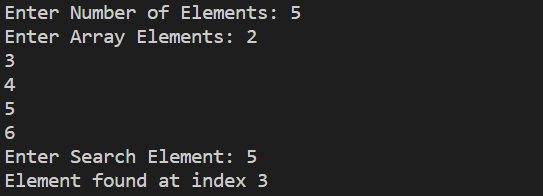 Enter Number of Elements: 5
Enter Array Elements: 2
3
4
5
6
Enter Search Element: 5
Element found at index 3